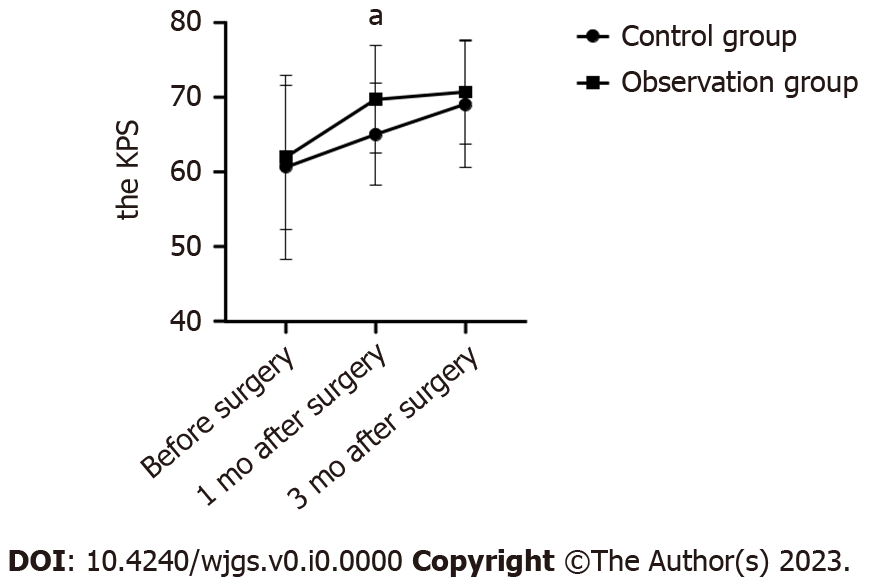 80
a
70
60
50
40
the KPS
Before surgery
1 mo after surgery
3 mo after surgery
Control group
Observation group
DOI: 10.4240/wjgs.v0.i0.0000 Copyright ©The Author(s) 2023.